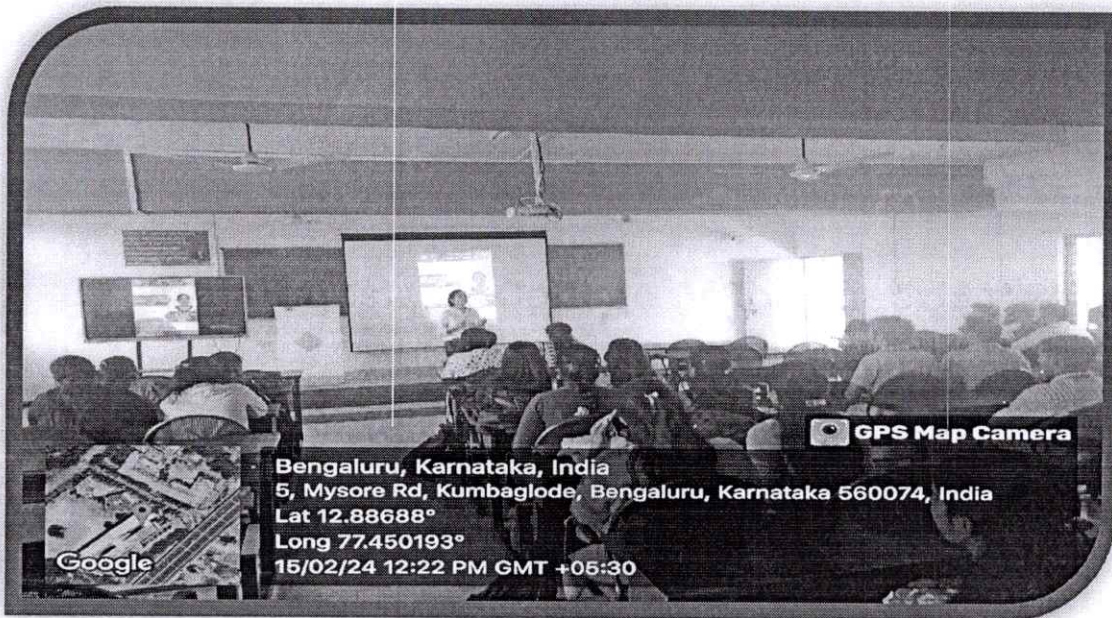 GPS Map Camera
Bengaluru, Karnataka, India
5, Mysore Rd, Kumbaglode, Bengaluru, Karnataka 560074, India
Lat 12.88688°
Long 77.450193°
15/02/24 12:22 PM GMT +05:30
Google